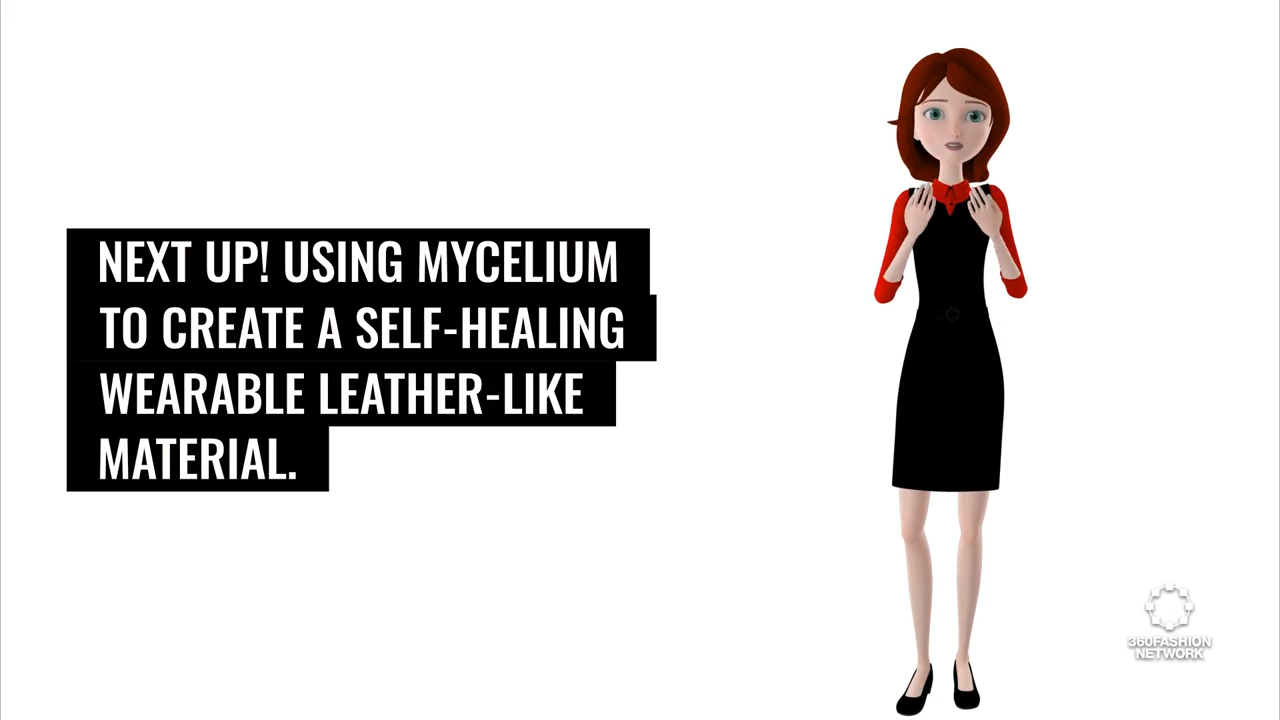 NEXT UP! USING MYCELIUM
TO CREATE A SELF-HEALING
WEARABLE LEATHER-LIKE
MATERIAL.
360FASHION
NETWORK